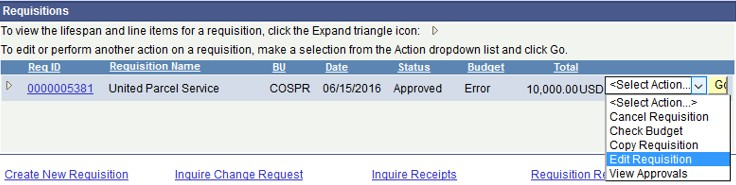 Requisitions
To view the lifespan and line items for a requisition, click the Expand triangle icon:
To edit or perform another action on a requisition, make a selection from the Action dropdown list and click Go.
Req ID Requisition Name BU Date Status Budget Total
0000005381 United Parcel Service COSPR 06/15/2016 Approved Error 10,000.00USD <Select Action... Go
<Select Action...>
Cancel Requisition
Check Budget
Copy Requisition
Edit Requisition
View Approvals
Create New Requisition Inquire Change Request Inquire Receipts Requisition